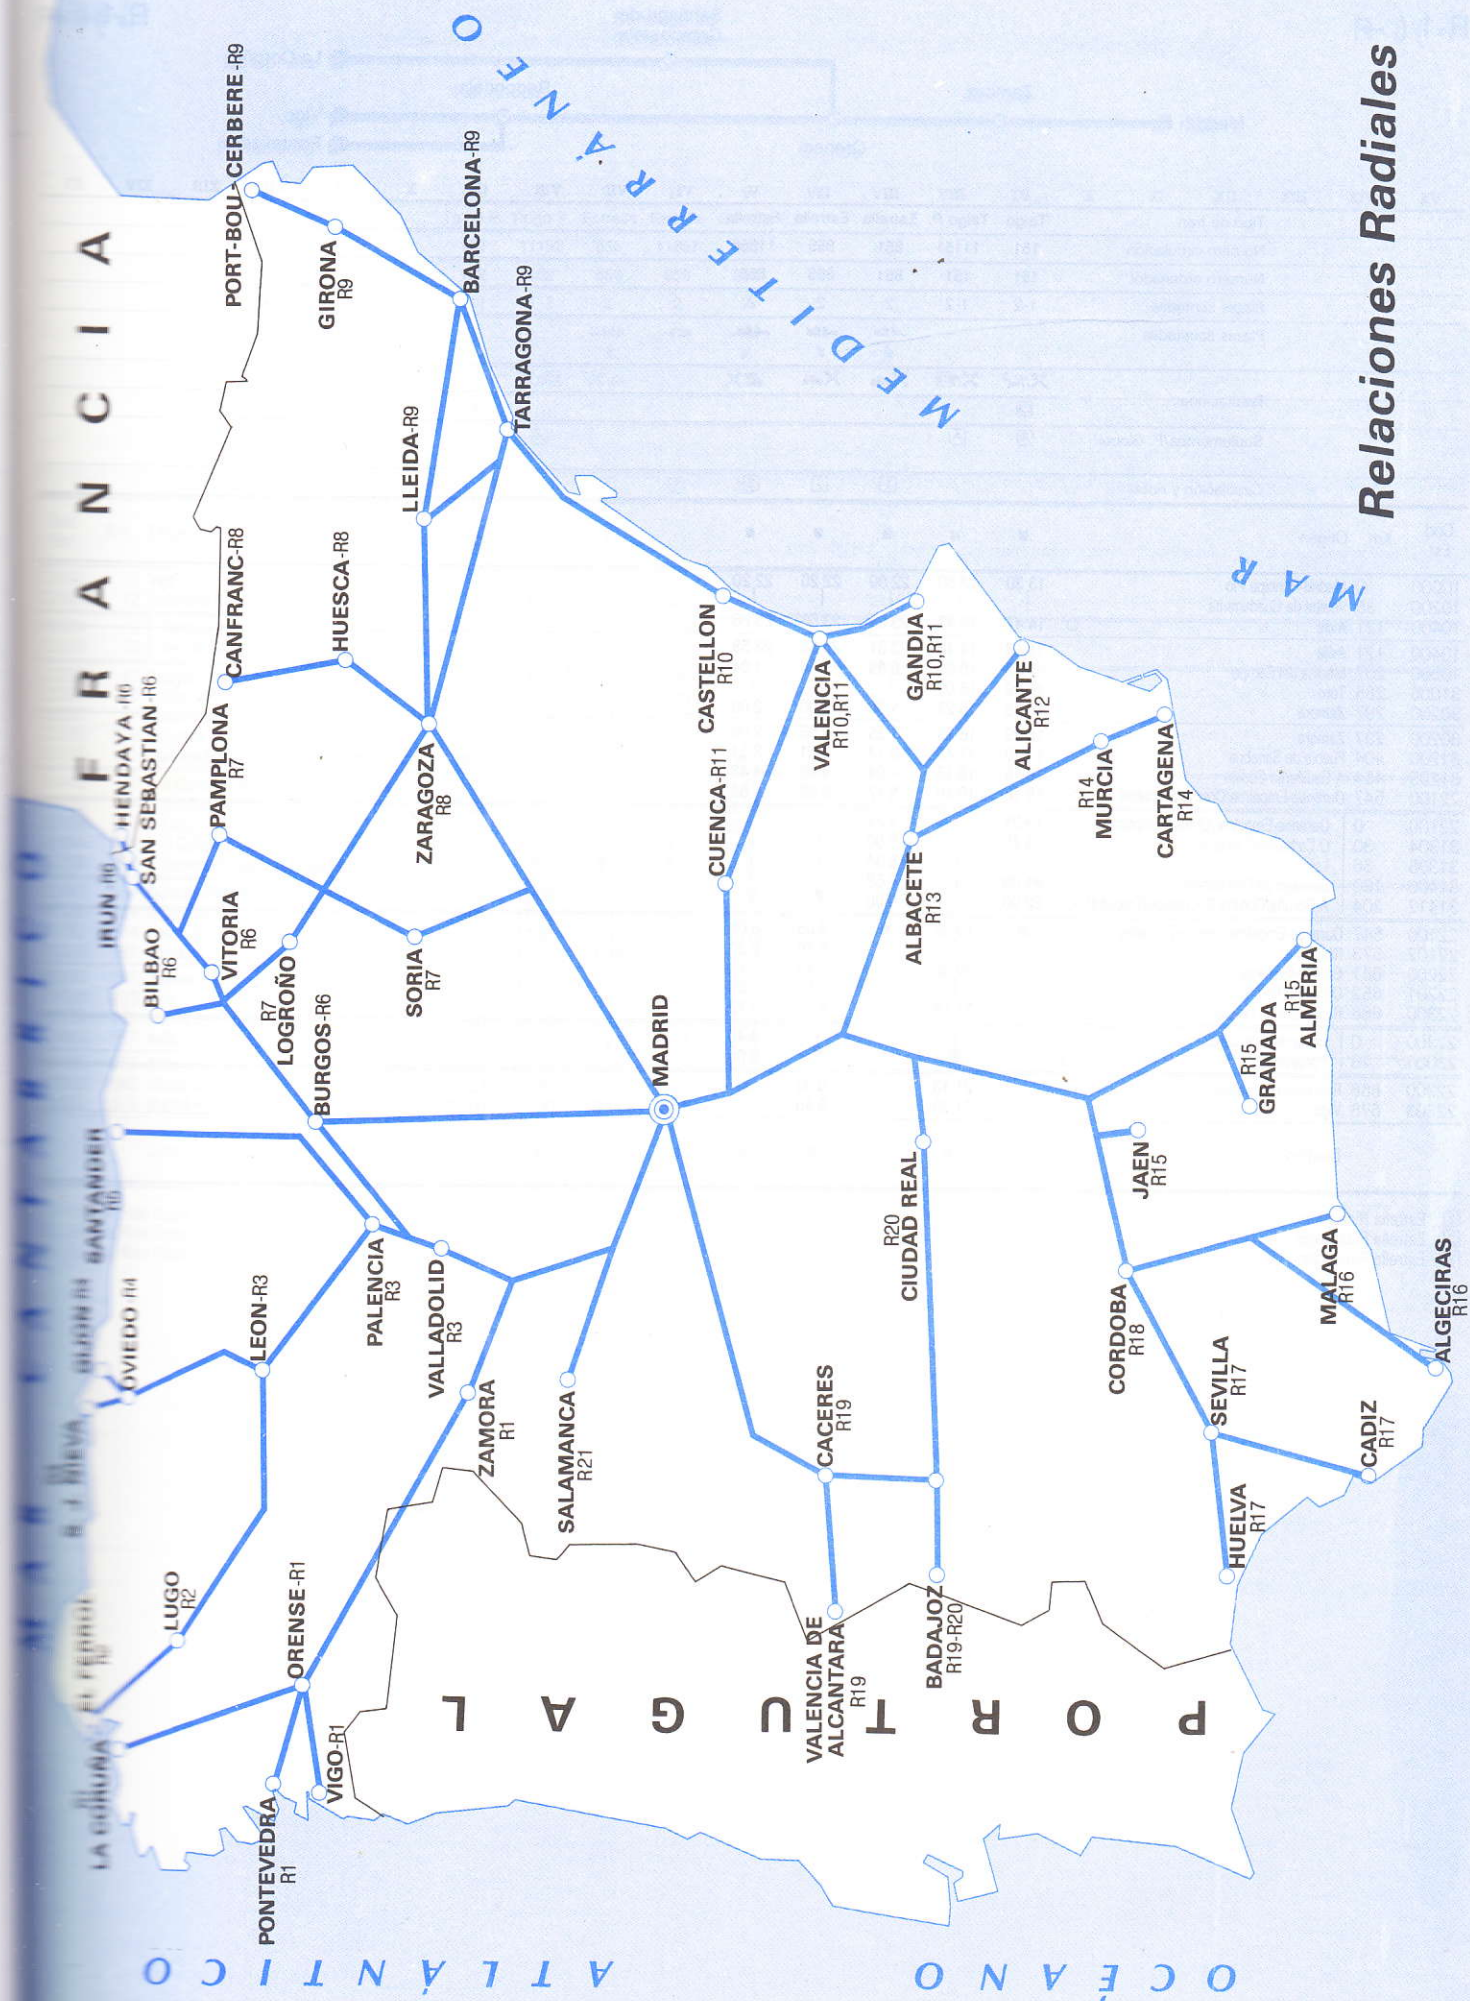 Relaciones Radiales
FRANCIA
PORTUGAL
MAR MEDITERRÁNEO
OCÉANO ATLÁNTICO
MAR CANTABRICO
LA CORUÑA
EL FERROL
LUGO
R2
PONTEVEDRA
R1
VIGO-R1
ORENSE-R1
OVIEDO-R4
LEON-R3
SANTANDER
PALENCIA
R3
VALLADOLID
R3
ZAMORA
R1
SALAMANCA
R21
BURGOS-R6
BILBAO
R6
VITORIA
R6
IRUN-R6
HENDAYA-R6
SAN SEBASTIAN-R6
PAMPLONA
R7
R7
LOGROÑO
SORIA
R7
CANFRANC-R8
HUESCA-R8
ZARAGOZA
R8
LLEIDA-R9
PORT-BOU-CERBERE-R9
GIRONA
R9
BARCELONA-R9
TARRAGONA-R9
MADRID
CUENCA-R11
CASTELLON
R10
VALENCIA
R10,R11
GANDIA
R10,R11
ALICANTE
R12
ALBACETE
R13
R14
MURCIA
CARTAGENA
R14
CACERES
R19
VALENCIA DE
ALCANTARA
R19
BADAJOZ
R19-R20
R20
CIUDAD REAL
JAEN
R15
R15
GRANADA
R15
ALMERIA
CORDOBA
R18
SEVILLA
R17
HUELVA
R17
CADIZ
R17
MALAGA
R16
ALGECIRAS
R16